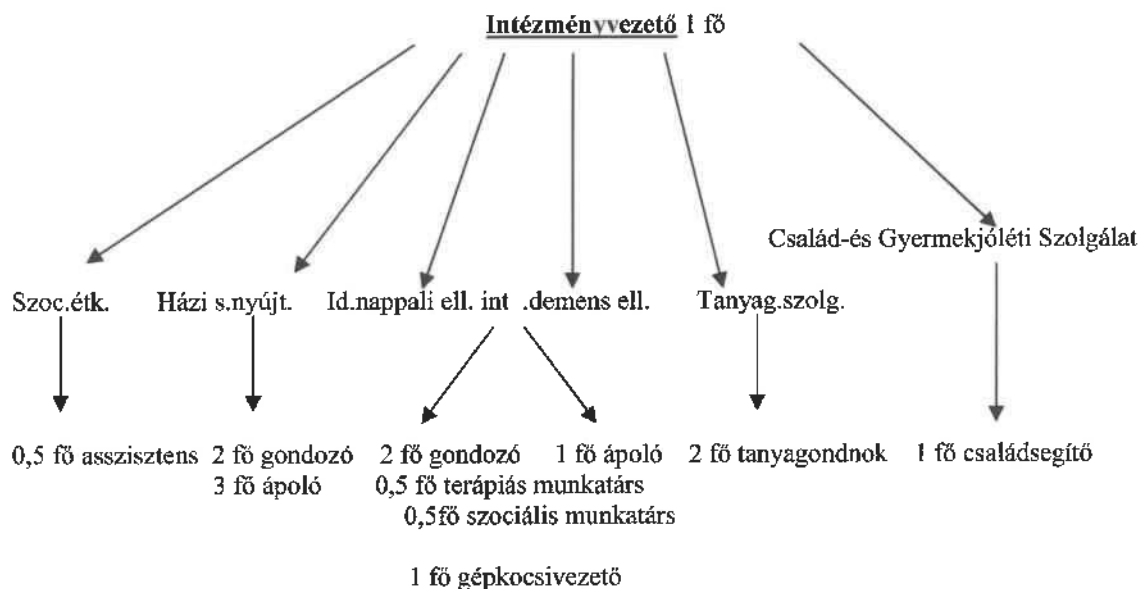 Intézményvezető 1 fő
Család-és Gyermekjóléti Szolgálat
Szoc.étk. Házi s.nyújt. Id.nappali ell. int .demens ell. Tanyag.szolg.
0,5 fő asszisztens 2 fő gondozó 2 fő gondozó 1 fő ápoló 2 fő tanyagondnok 1 fő családsegítő
3 fő ápoló 0,5 fő terápiás munkatárs
0,5fő szociális munkatárs
1 fő gépkocsivezető